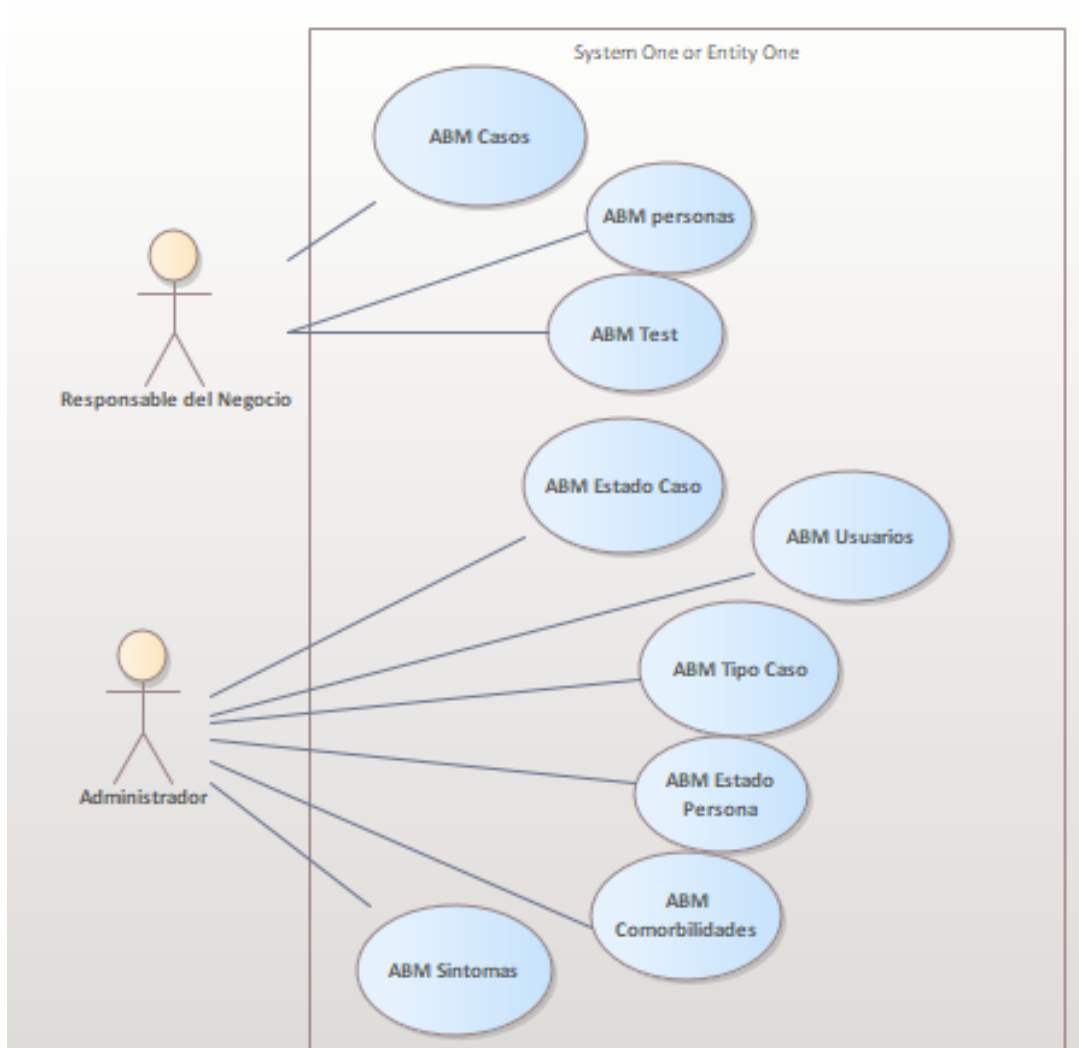 System One or Entity One
ABM Casos
ABM personas
ABM Test
Responsable del Negocio
ABM Estado Caso
ABM Usuarios
ABM Tipo Caso
ABM Estado
Persona
Administrador
ABM
Comorbilidades
ABM Sintomas